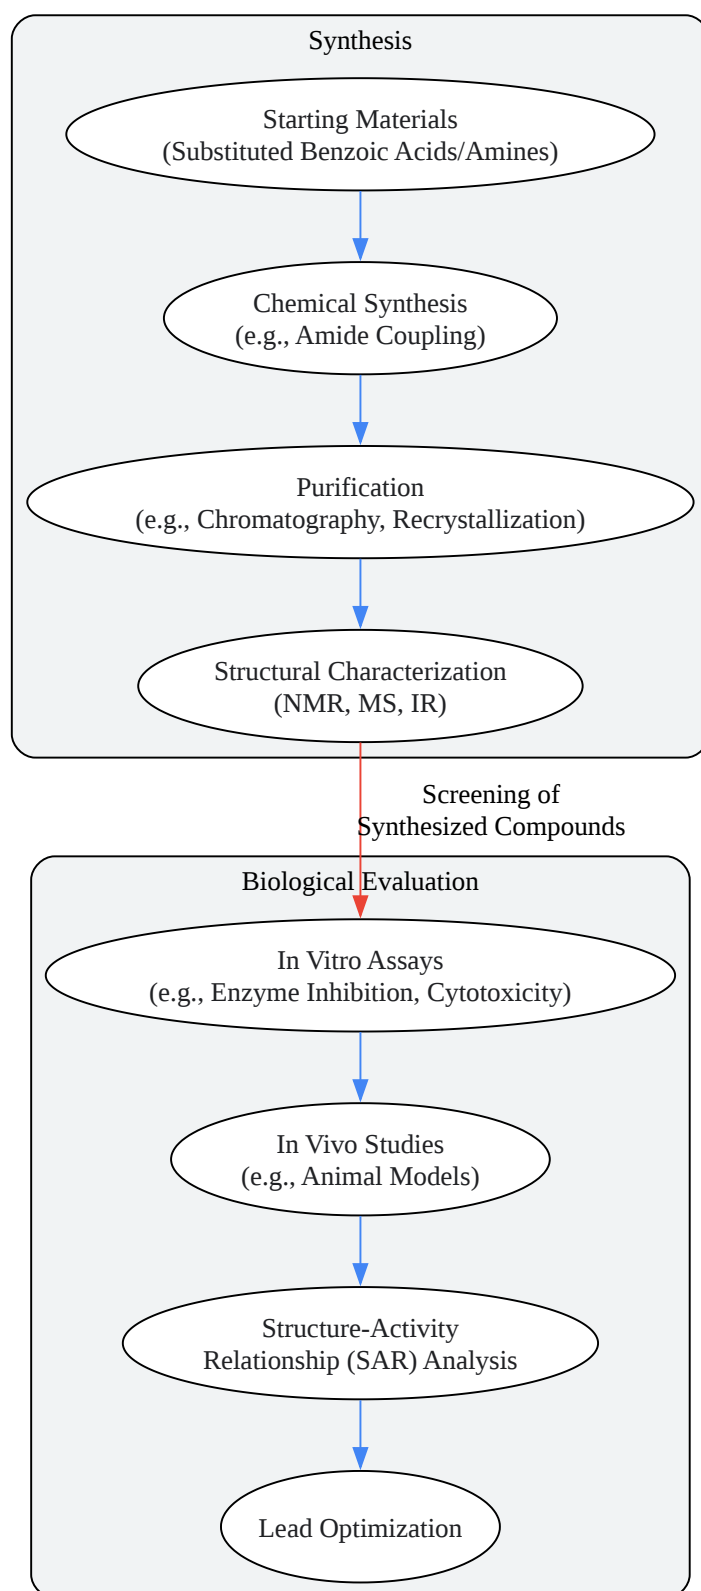 Synthesis
Starting Materials
(Substituted Benzoic Acids/Amines)
Chemical Synthesis
(e.g., Amide Coupling)
Purification
(e.g., Chromatography, Recrystallization)
Structural Characterization
(NMR, MS, IR)
Screening of
Synthesized Compounds
Biological Evaluation
In Vitro Assays
(e.g., Enzyme Inhibition, Cytotoxicity)
In Vivo Studies
(e.g., Animal Models)
Structure-Activity
Relationship (SAR) Analysis
Lead Optimization